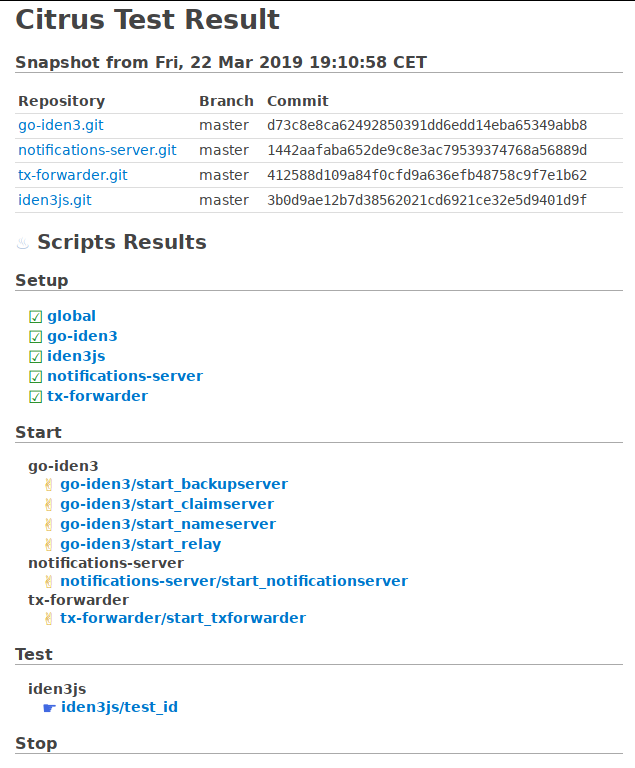 Citrus Test Result
Snapshot from Fri, 22 Mar 2019 19:10:58 CET
Repository Branch Commit
go-iden3.git master d73c8e8ca62492850391dd6edd14eba65349abb8
notifications-server.git master 1442aafaba652de9c8e3ac79539374768a56889d
tx-forwarder.git master 412588d109a84f0cfd9a636efb48758c9f7e1b62
iden3js.git master 3b0d9ae12b7d38562021cd6921ce32e5d9401d9f
♨ Scripts Results
Setup
☑ global
☑ go-iden3
☑ iden3js
☑ notifications-server
☑ tx-forwarder
Start
go-iden3
✌ go-iden3/start_backupserver
✌ go-iden3/start_claimserver
✌ go-iden3/start_nameserver
✌ go-iden3/start_relay
notifications-server
✌ notifications-server/start_notificationserver
tx-forwarder
✌ tx-forwarder/start_txforwarder
Test
iden3js
☛ iden3js/test_id
Stop